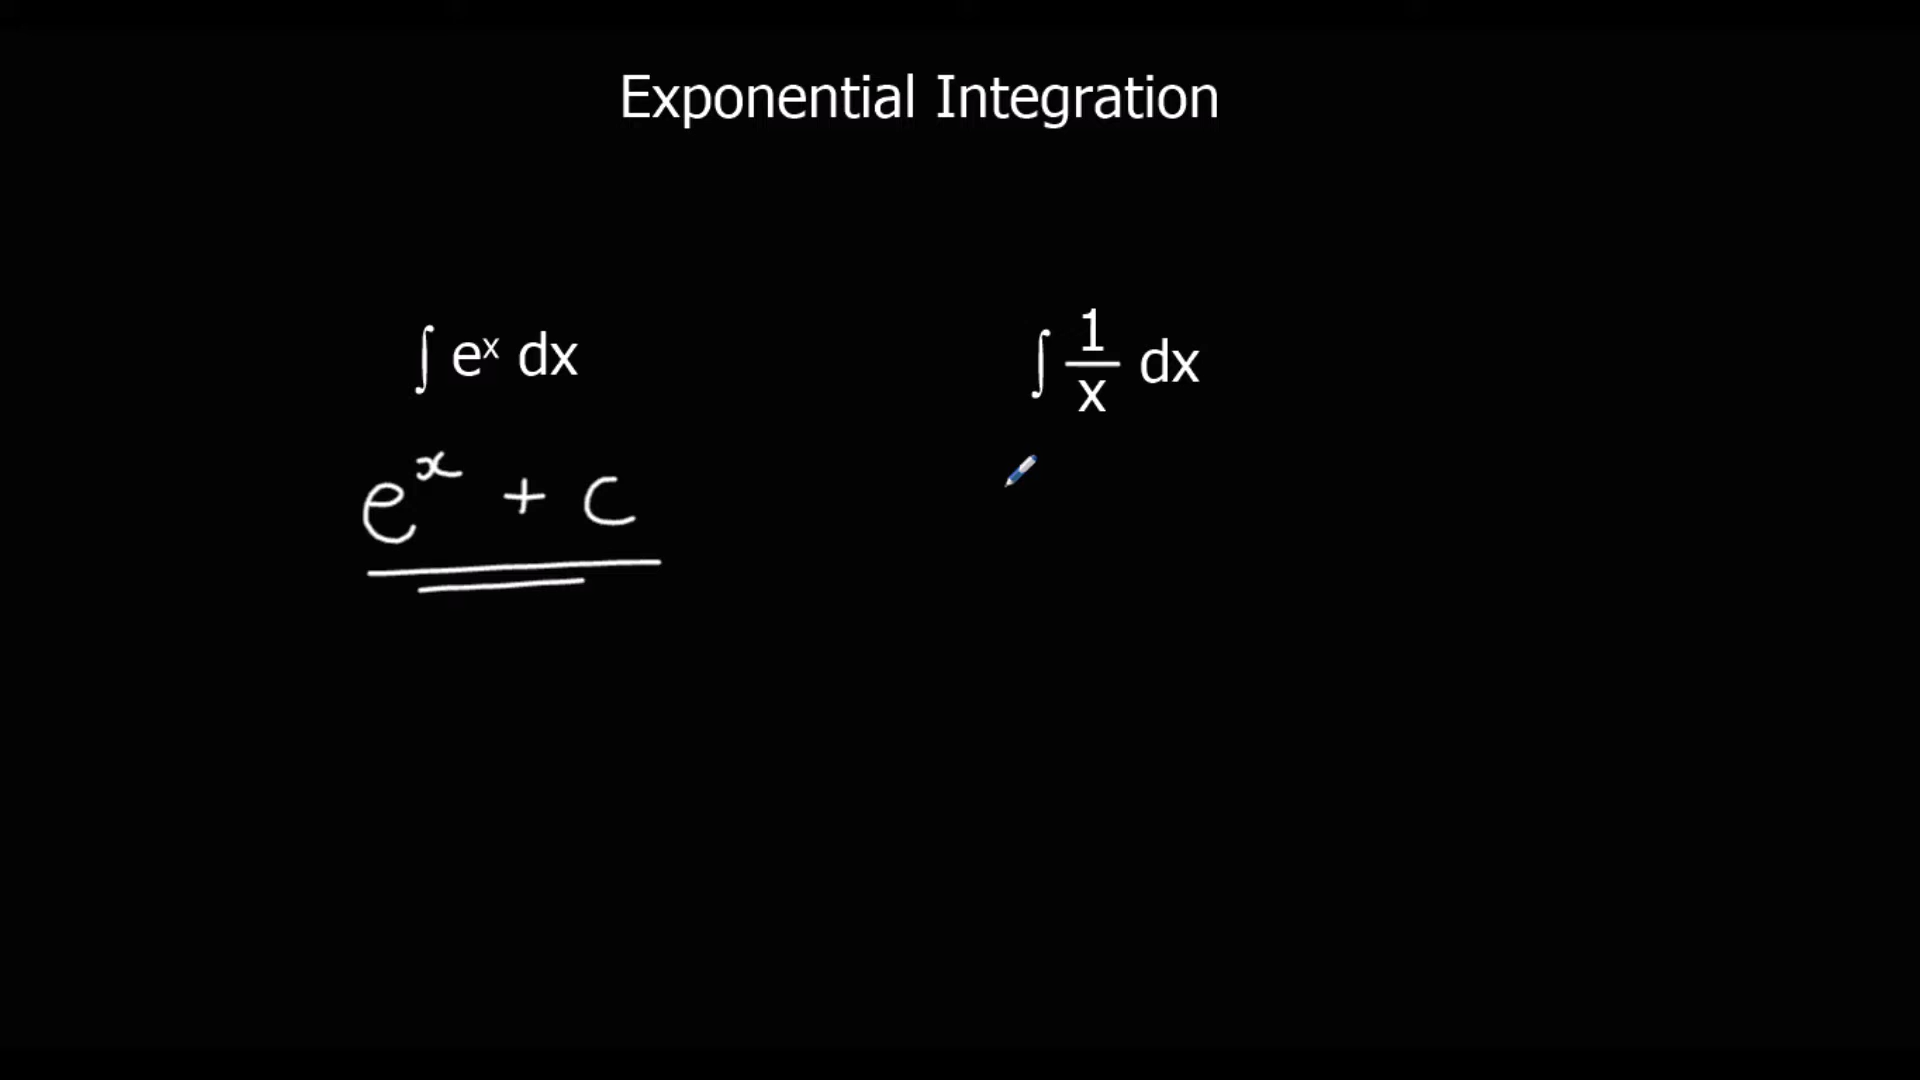 Exponential Integration
∫ eˣ dx
∫ 1/x dx
eˣ + c